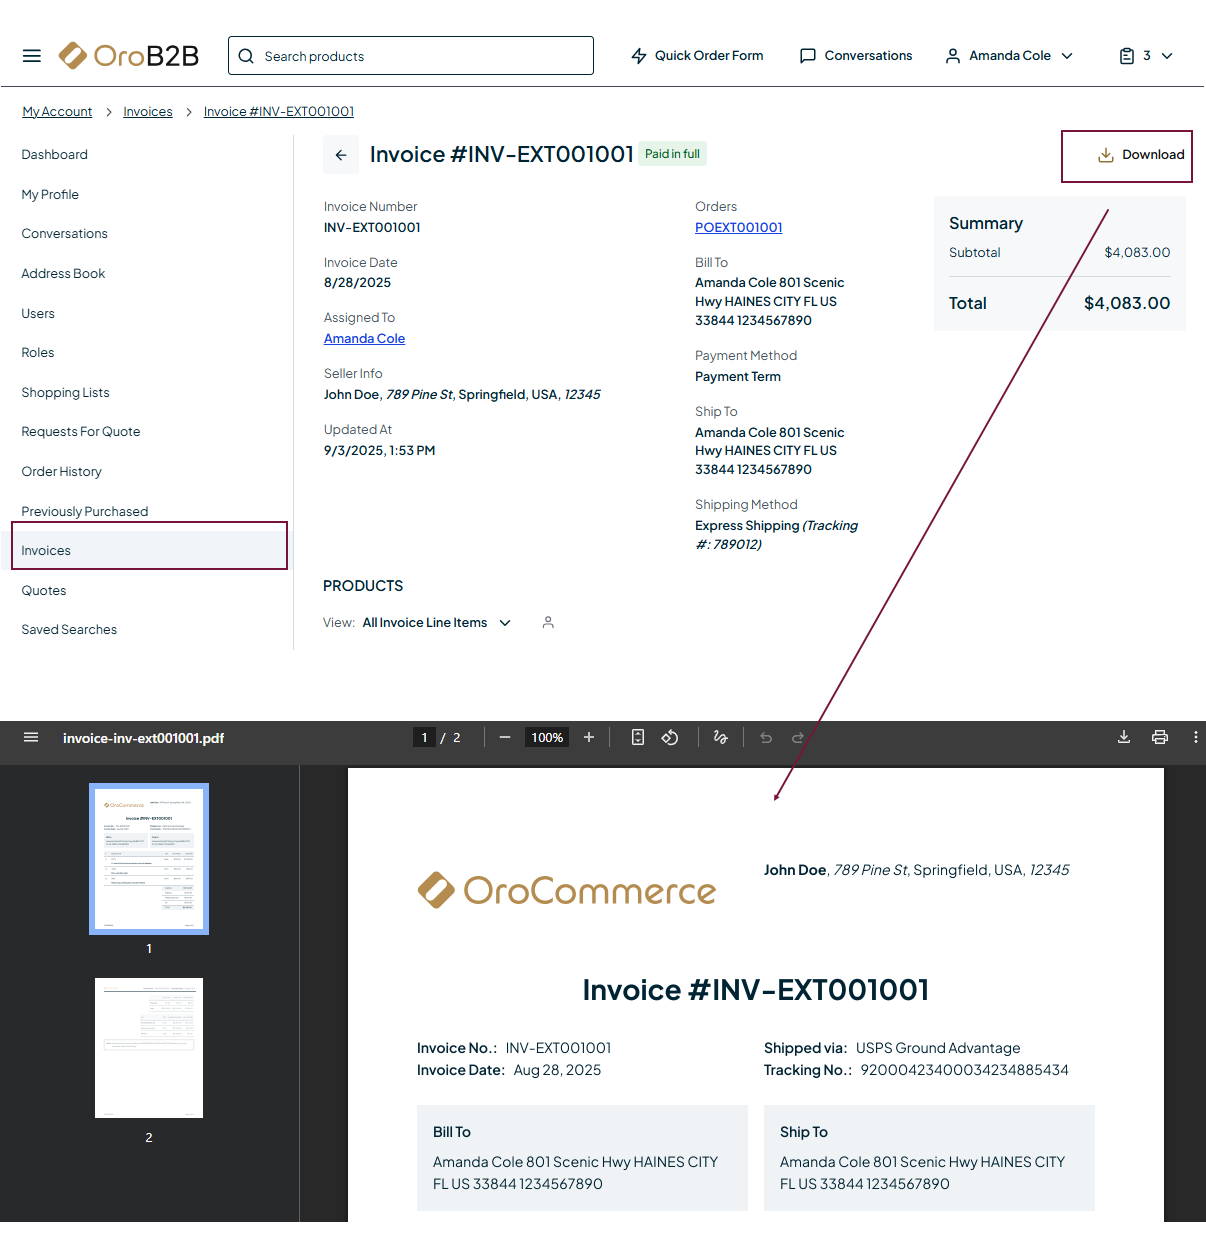 OroB2B
Search products
Quick Order Form
Conversations
Amanda Cole
3
My Account > Invoices > Invoice #INV-EXT001001
Dashboard
My Profile
Conversations
Address Book
Users
Roles
Shopping Lists
Requests For Quote
Order History
Previously Purchased
Invoices
Quotes
Saved Searches
Invoice #INV-EXT001001 Paid in full
Download
Invoice Number
INV-EXT001001
Invoice Date
8/28/2025
Assigned To
Amanda Cole
Seller Info
John Doe, 789 Pine St, Springfield, USA, 12345
Updated At
9/3/2025, 1:53 PM
Orders
POEXT001001
Bill To
Amanda Cole 801 Scenic
Hwy HAINES CITY FL US
33844 1234567890
Payment Method
Payment Term
Ship To
Amanda Cole 801 Scenic
Hwy HAINES CITY FL US
33844 1234567890
Shipping Method
Express Shipping (Tracking
#: 789012)
Summary
Subtotal $4,083.00
Total $4,083.00
PRODUCTS
View: All Invoice Line Items
invoice-inv-ext001001.pdf
1 / 2
100%
1
2
OroCommerce
John Doe, 789 Pine St, Springfield, USA, 12345
Invoice #INV-EXT001001
Invoice No.: INV-EXT001001
Invoice Date: Aug 28, 2025
Shipped via: USPS Ground Advantage
Tracking No.: 92000423400034234885434
Bill To
Amanda Cole 801 Scenic Hwy HAINES CITY
FL US 33844 1234567890
Ship To
Amanda Cole 801 Scenic Hwy HAINES CITY
FL US 33844 1234567890